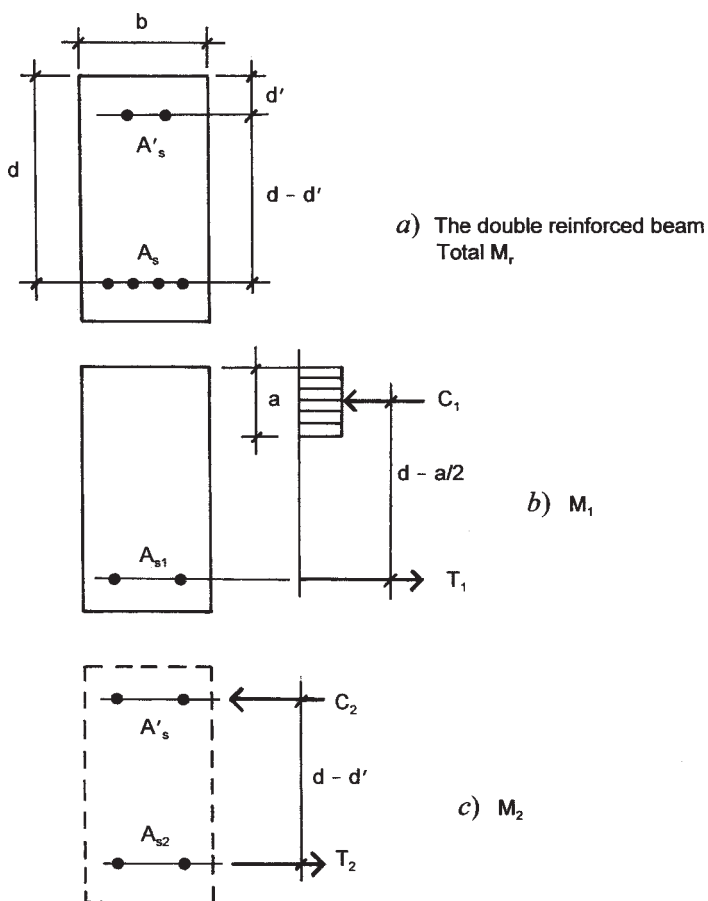 b
d'
A's
d
d – d'
a) The double reinforced beam
Total Mr
As
a
C1
d – a/2
b) M1
As1
T1
C2
A's
d – d'
c) M2
As2
T2